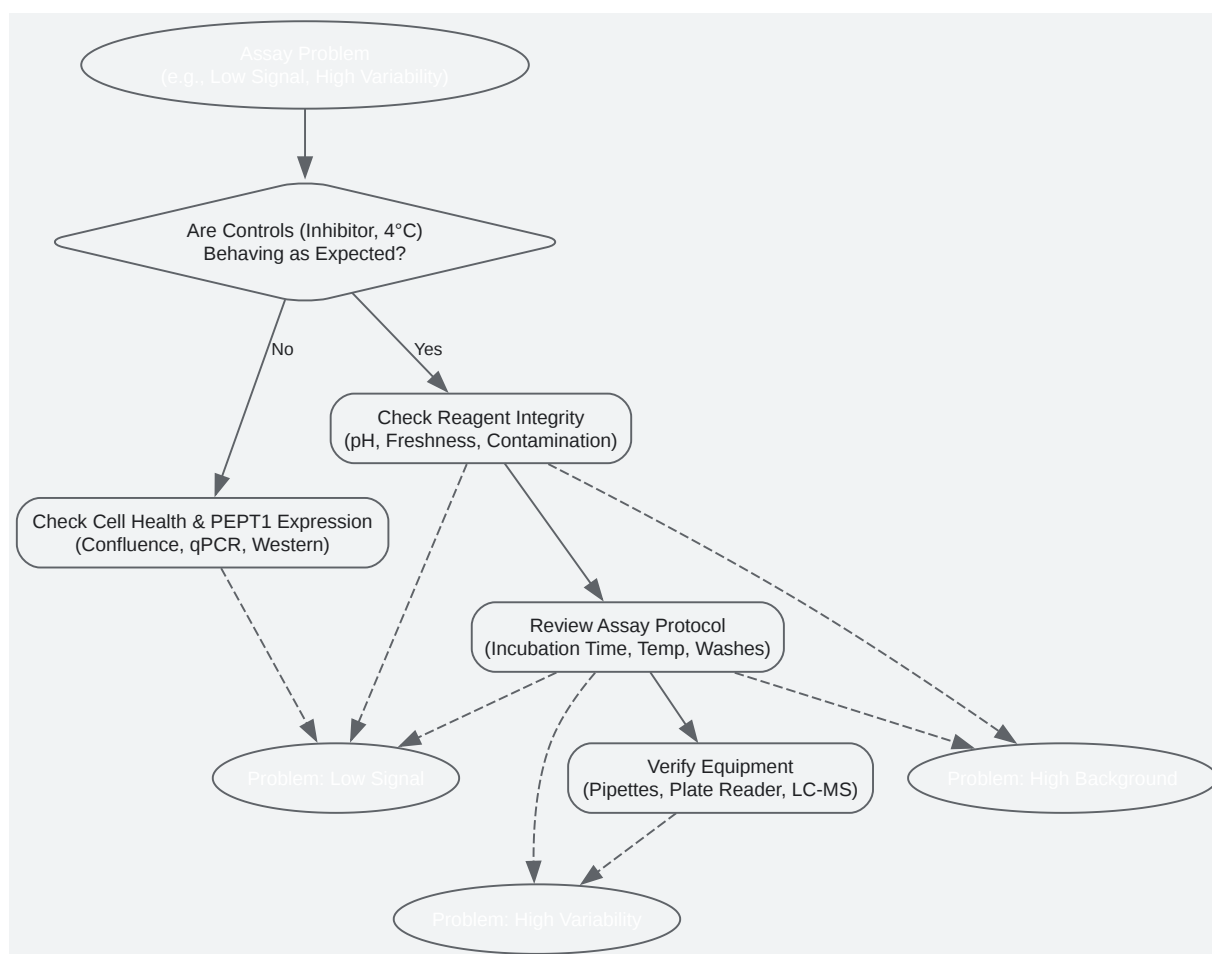 Assay Problem
(e.g., Low Signal, High Variability)
Are Controls (Inhibitor, 4°C)
Behaving as Expected?
No
Yes
Check Reagent Integrity
(pH, Freshness, Contamination)
Check Cell Health & PEPT1 Expression
(Confluence, qPCR, Western)
Review Assay Protocol
(Incubation Time, Temp, Washes)
Problem: Low Signal
Verify Equipment
(Pipettes, Plate Reader, LC-MS)
Problem: High Background
Problem: High Variability